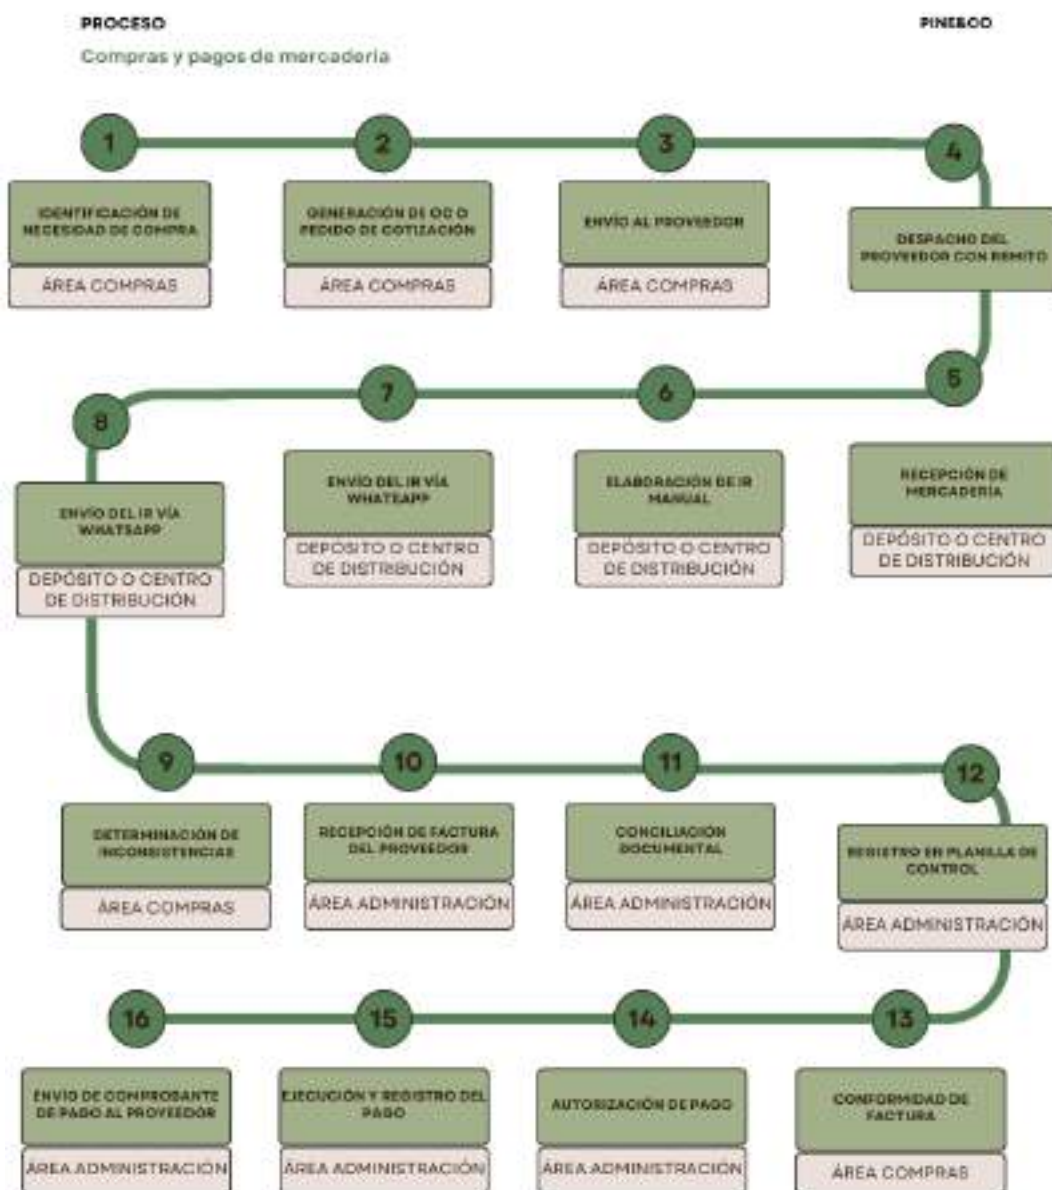 PROCESO
PINE&CO
Compras y pagos de mercadería
1
2
3
4
IDENTIFICACIÓN DE
NECESIDAD DE COMPRA
ÁREA COMPRAS
GENERACIÓN DE OC O
PEDIDO DE COTIZACIÓN
ÁREA COMPRAS
ENVÍO AL PROVEEDOR
ÁREA COMPRAS
DESPACHO DEL
PROVEEDOR CON REMITO
8
7
6
5
ENVÍO DEL IR VÍA
WHATSAPP
DEPÓSITO O CENTRO
DE DISTRIBUCIÓN
ENVÍO DEL IR VÍA
WHATSAPP
DEPÓSITO O CENTRO
DE DISTRIBUCIÓN
ELABORACIÓN DE IR
MANUAL
DEPÓSITO O CENTRO
DE DISTRIBUCIÓN
RECEPCIÓN DE
MERCADERÍA
DEPÓSITO O CENTRO
DE DISTRIBUCIÓN
9
10
11
12
DETERMINACIÓN DE
INCONSISTENCIAS
ÁREA COMPRAS
RECEPCIÓN DE FACTURA
DEL PROVEEDOR
ÁREA ADMINISTRACIÓN
CONCILIACIÓN
DOCUMENTAL
ÁREA ADMINISTRACIÓN
REGISTRO EN PLANILLA DE
CONTROL
ÁREA ADMINISTRACIÓN
16
15
14
13
ENVÍO DE COMPROBANTE
DE PAGO AL PROVEEDOR
ÁREA ADMINISTRACIÓN
EJECUCIÓN Y REGISTRO DEL
PAGO
ÁREA ADMINISTRACIÓN
AUTORIZACIÓN DE PAGO
ÁREA ADMINISTRACIÓN
CONFORMIDAD DE
FACTURA
ÁREA COMPRAS